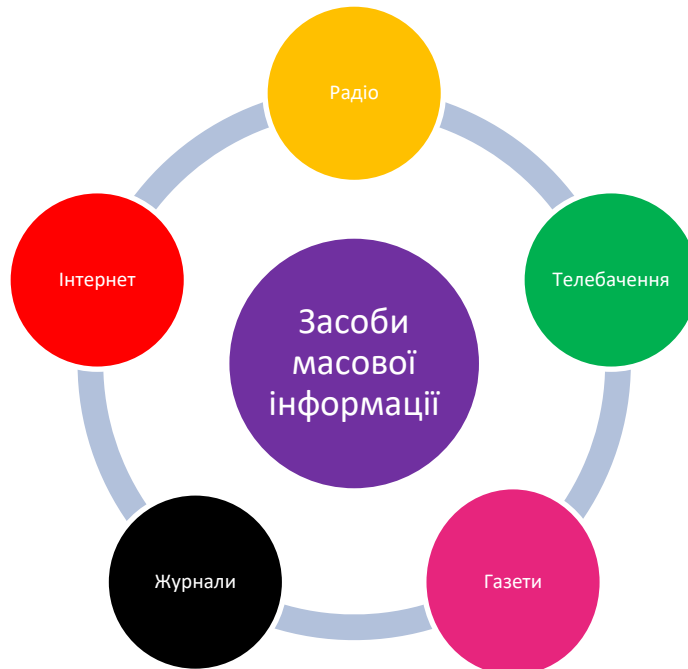 Радіо
Інтернет
Телебачення
Засоби
масової
інформації
Журнали
Газети